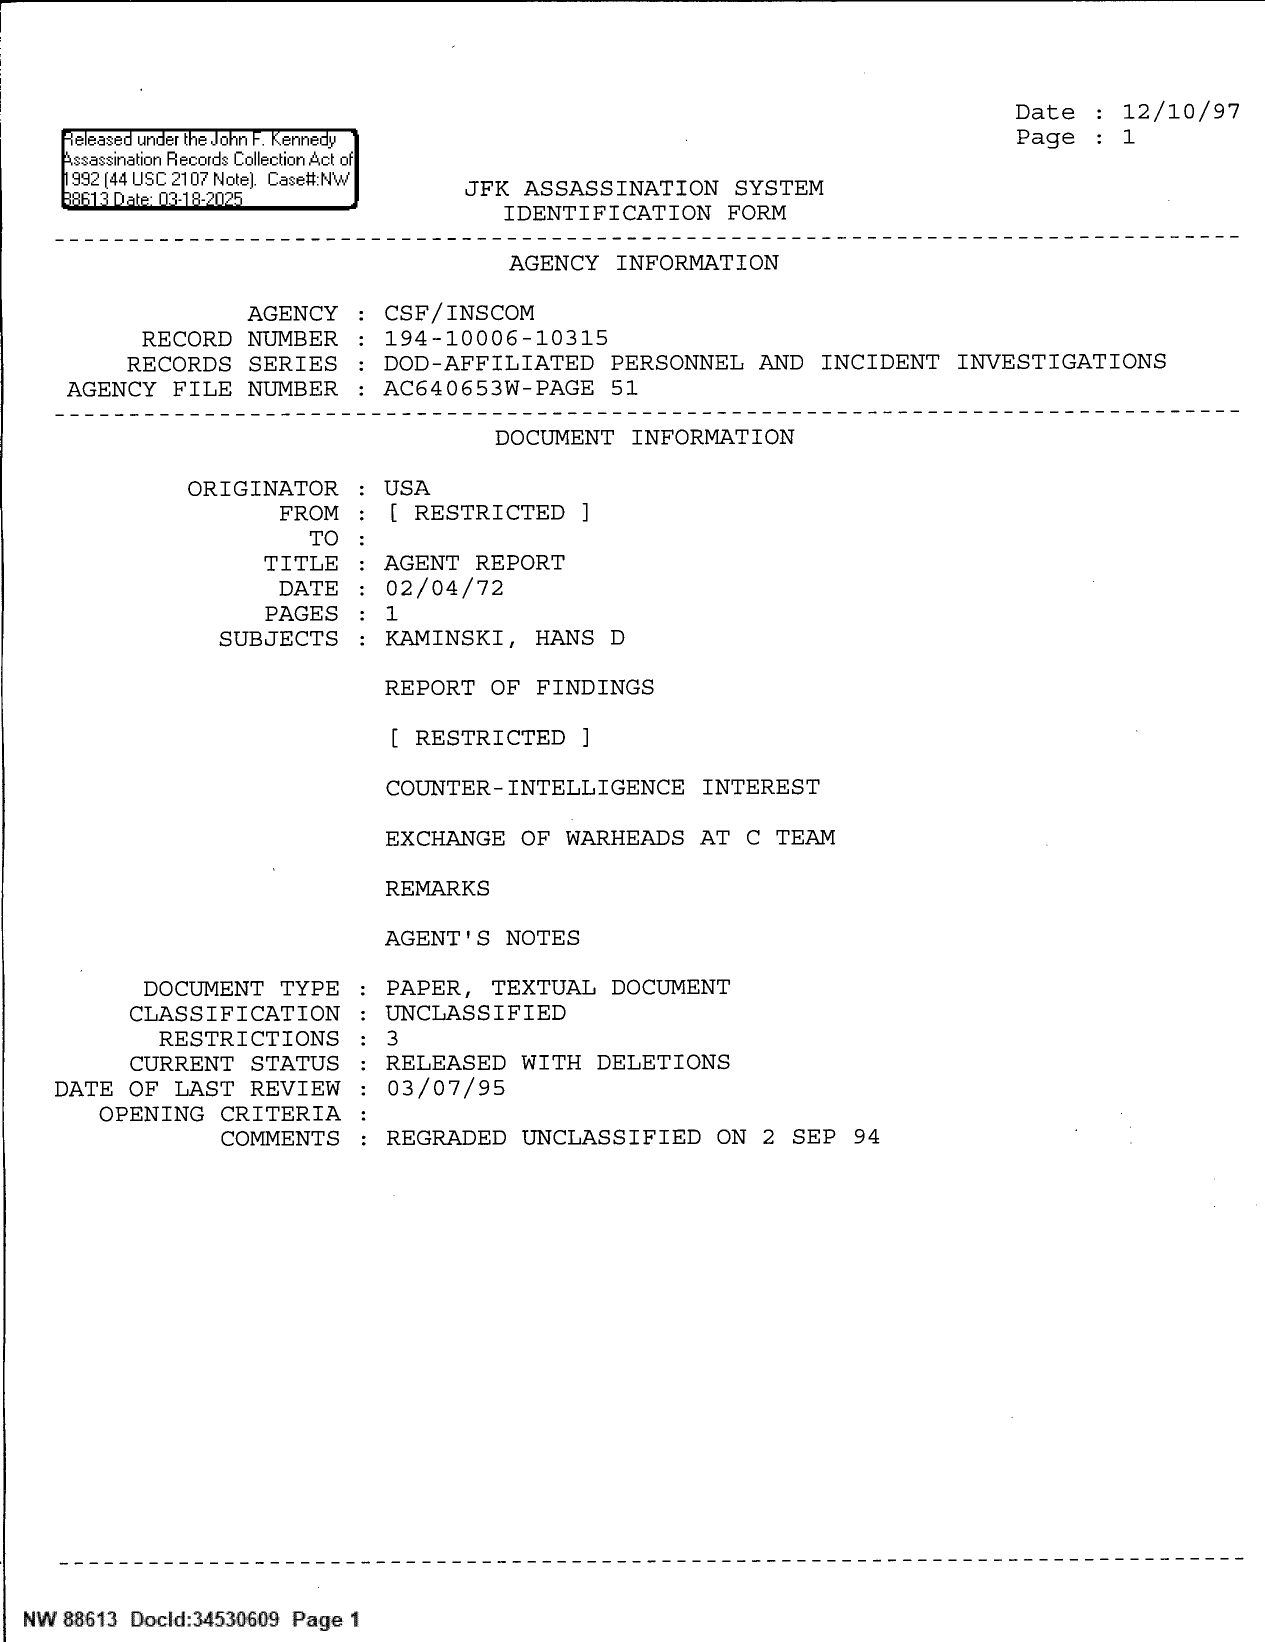 Date : 12/10/97
Page : 1
Released under the John F. Kennedy
Assassination Records Collection Act of
1992 (44 USC 2107 Note). Case#:NW
88613 Date: 03-18-2025
JFK ASSASSINATION SYSTEM
IDENTIFICATION FORM
AGENCY INFORMATION
AGENCY : CSF/INSCOM
RECORD NUMBER : 194-10006-10315
RECORDS SERIES : DOD-AFFILIATED PERSONNEL AND INCIDENT INVESTIGATIONS
AGENCY FILE NUMBER : AC640653W-PAGE 51
DOCUMENT INFORMATION
ORIGINATOR : USA
FROM : [ RESTRICTED ]
TO :
TITLE : AGENT REPORT
DATE : 02/04/72
PAGES : 1
SUBJECTS : KAMINSKI, HANS D
REPORT OF FINDINGS
[ RESTRICTED ]
COUNTER-INTELLIGENCE INTEREST
EXCHANGE OF WARHEADS AT C TEAM
REMARKS
AGENT'S NOTES
DOCUMENT TYPE : PAPER, TEXTUAL DOCUMENT
CLASSIFICATION : UNCLASSIFIED
RESTRICTIONS : 3
CURRENT STATUS : RELEASED WITH DELETIONS
DATE OF LAST REVIEW : 03/07/95
OPENING CRITERIA :
COMMENTS : REGRADED UNCLASSIFIED ON 2 SEP 94
NW 88613 DocId:34530609 Page 1